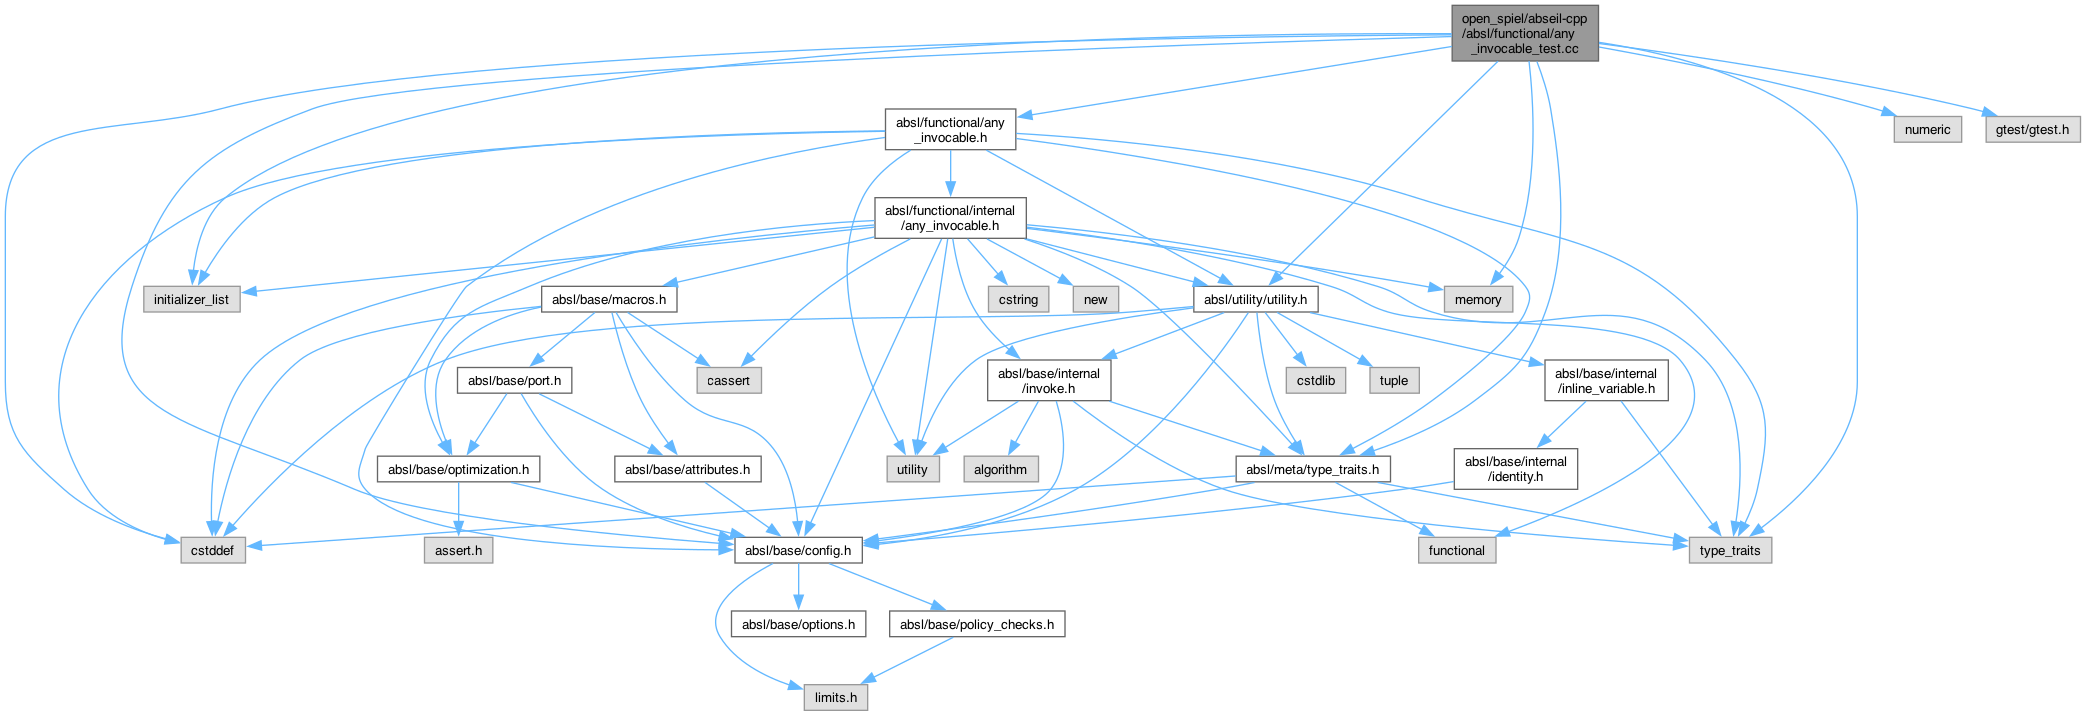 open_spiel/abseil-cpp
/absl/functional/any
_invocable_test.cc
absl/functional/any
_invocable.h
numeric
gtest/gtest.h
absl/functional/internal
/any_invocable.h
initializer_list
absl/base/macros.h
cstring
new
absl/utility/utility.h
memory
absl/base/port.h
cassert
absl/base/internal
/invoke.h
cstdlib
tuple
absl/base/internal
/inline_variable.h
absl/base/optimization.h
absl/base/attributes.h
utility
algorithm
absl/meta/type_traits.h
absl/base/internal
/identity.h
cstddef
assert.h
absl/base/config.h
functional
type_traits
absl/base/options.h
absl/base/policy_checks.h
limits.h